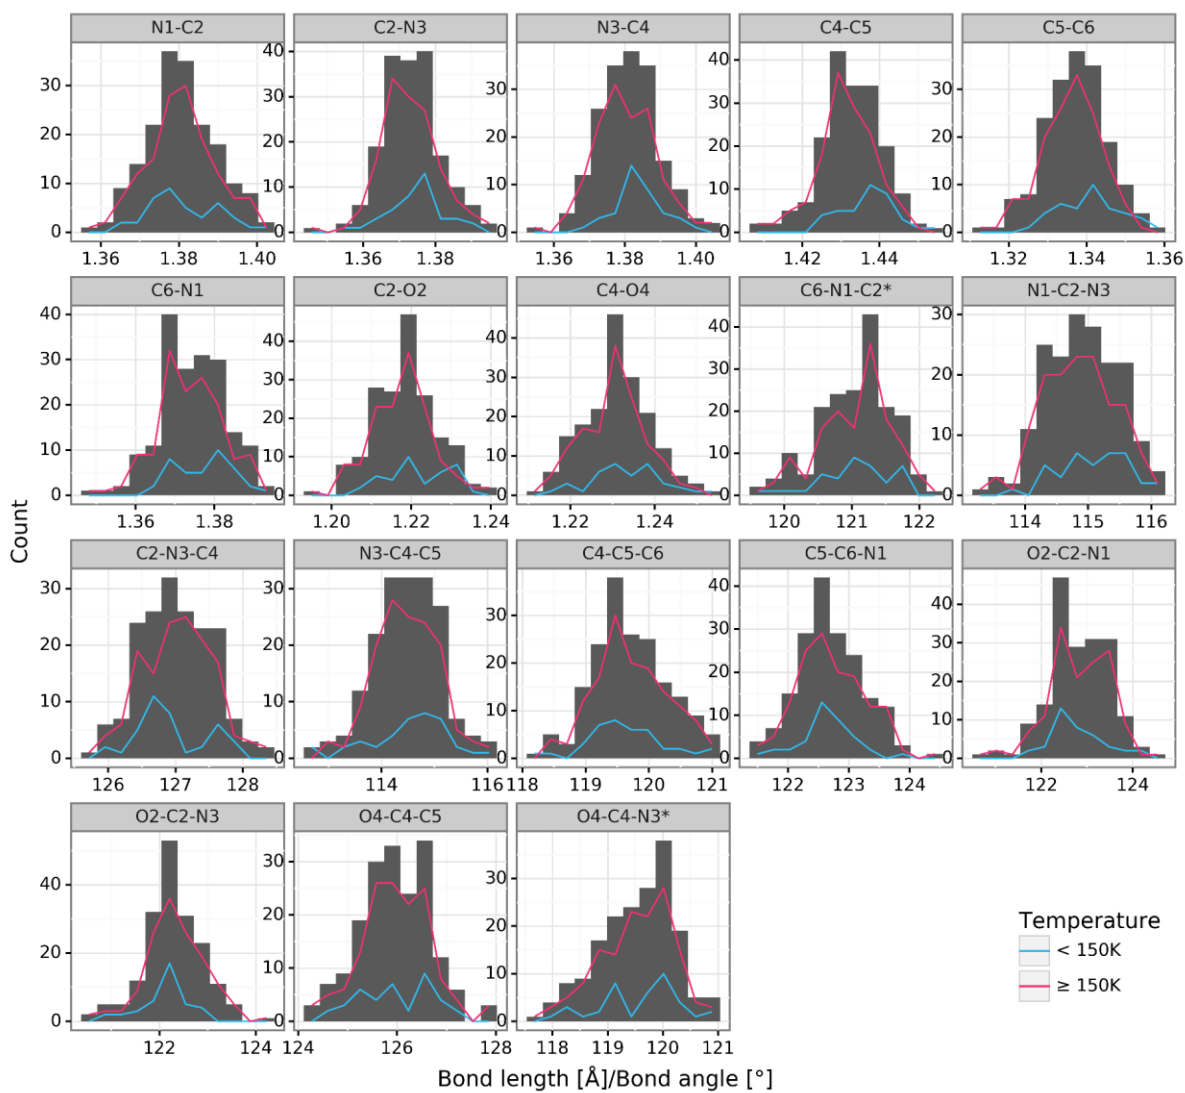 N1-C2 C2-N3 N3-C4 C4-C5 C5-C6
30 20 10 0 40 30 20 10 0 30 20 10 0 40 30 20 10 0 30 20 10 0
1.36 1.38 1.40 1.36 1.38 1.36 1.38 1.40 1.42 1.44 1.32 1.34 1.36
C6-N1 C2-O2 C4-O4 C6-N1-C2* N1-C2-N3
40 30 20 10 0 40 30 20 10 0 40 30 20 10 0 40 30 20 10 0 30 20 10 0
1.36 1.38 1.20 1.22 1.24 1.22 1.24 120 121 122 114 115 116
Count
C2-N3-C4 N3-C4-C5 C4-C5-C6 C5-C6-N1 O2-C2-N1
30 20 10 0 30 20 10 0 30 20 10 0 40 30 20 10 0 40 30 20 10 0
126 127 128 114 116 118 119 120 121 122 123 124 122 124
O2-C2-N3 O4-C4-C5 O4-C4-N3*
40 20 0 30 20 10 0 30 20 10 0
122 124 124 126 128 118 119 120 121
Temperature
< 150K
≥ 150K
Bond length [Å]/Bond angle [°]